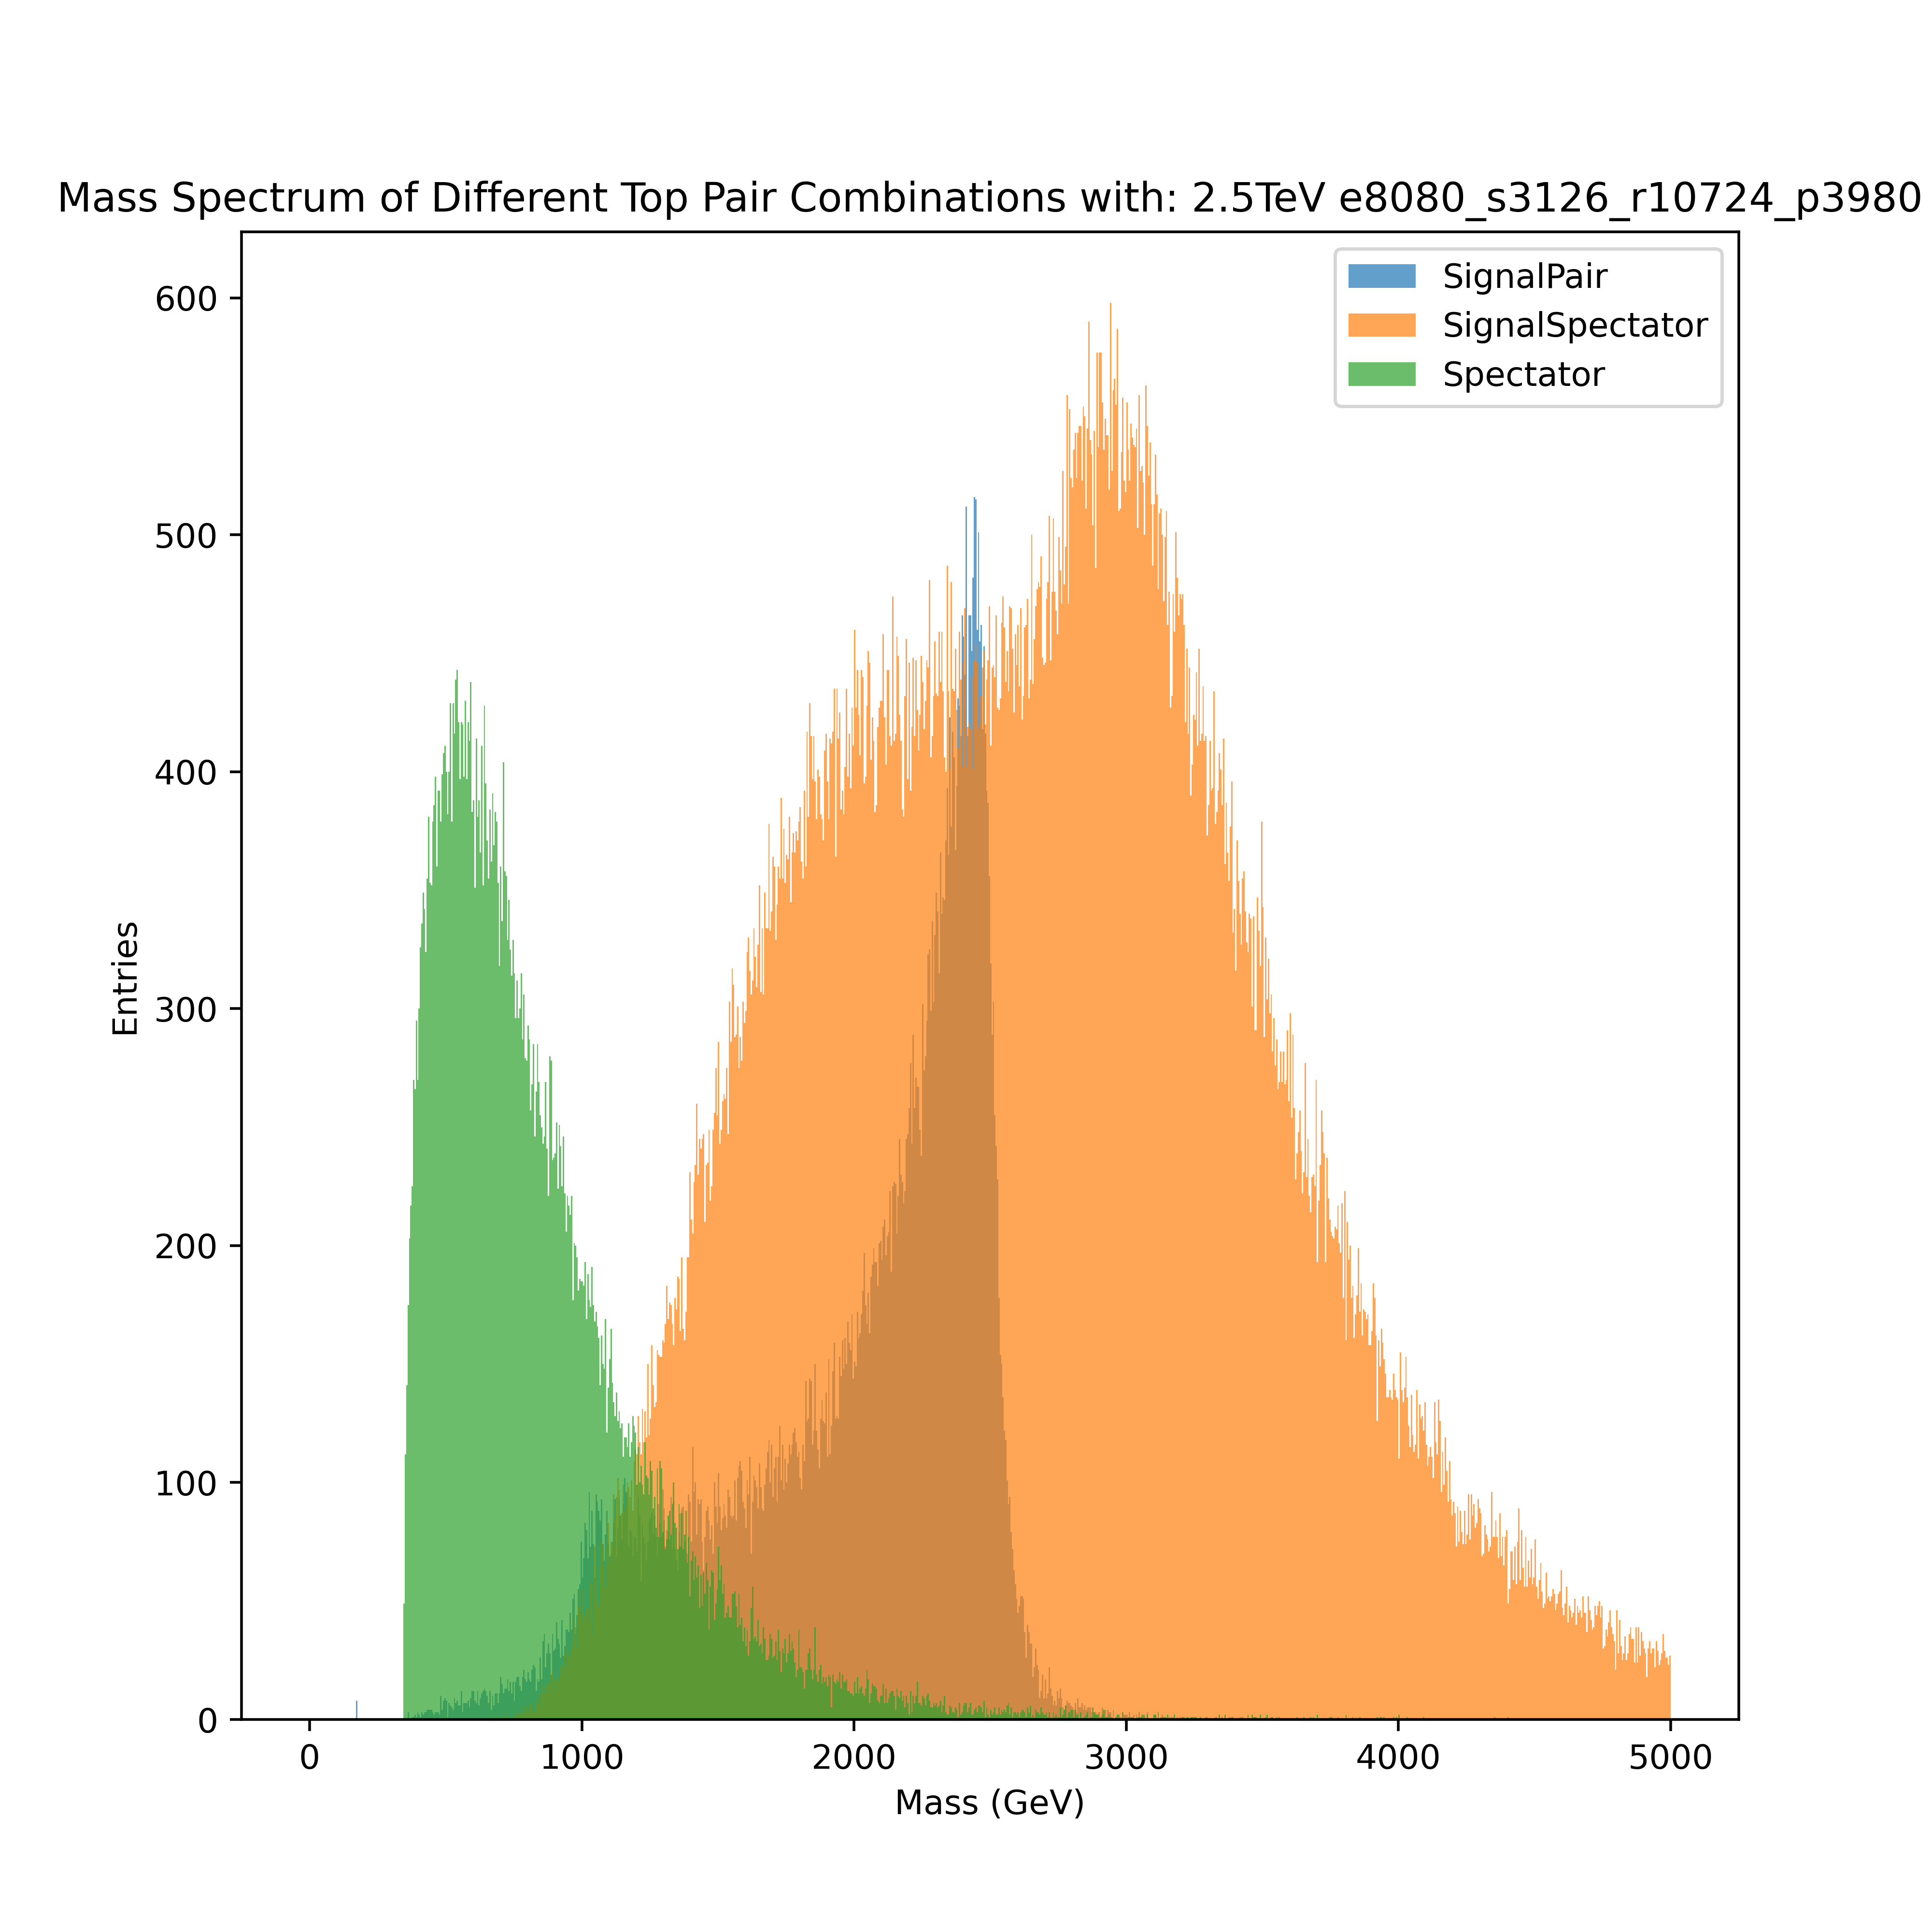 Mass Spectrum of Different Top Pair Combinations with: 2.5TeV e8080_s3126_r10724_p3980
SignalPair
SignalSpectator
Spectator
600
500
400
300
200
100
0
Entries
0 1000 2000 3000 4000 5000
Mass (GeV)